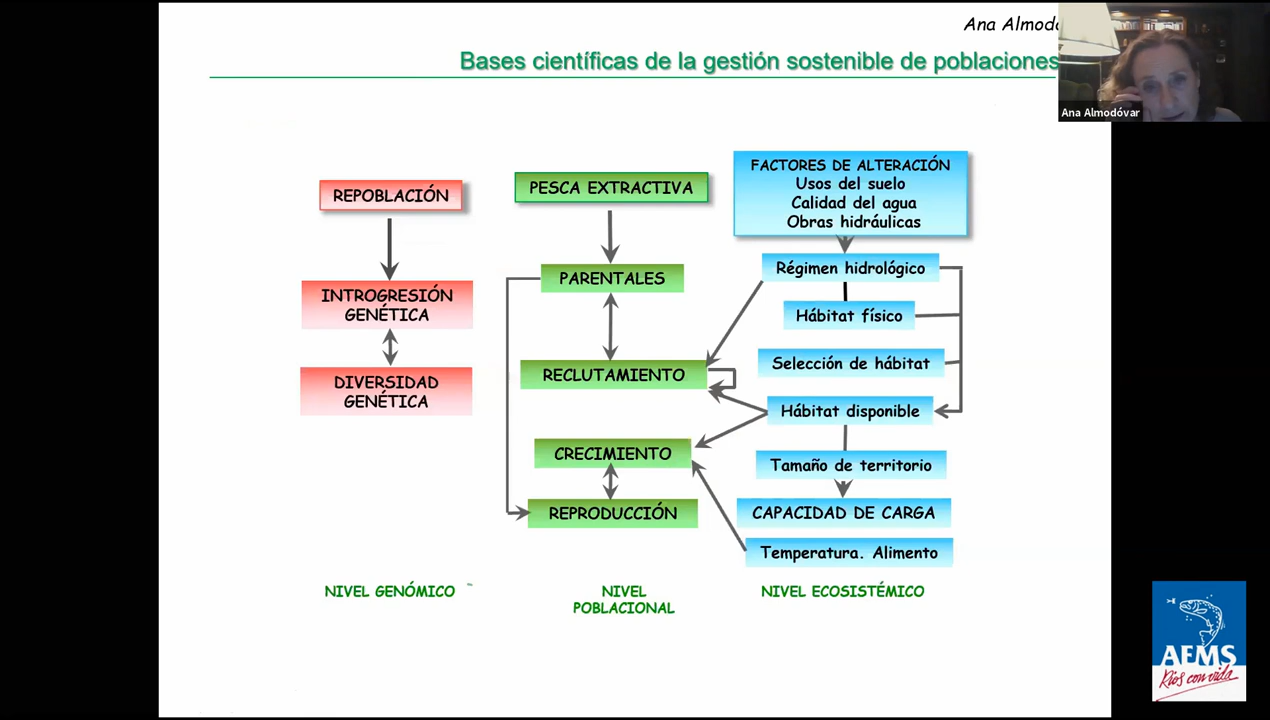 Ana Almodó
Bases científicas de la gestión sostenible de poblaciones
Ana Almodóvar
REPOBLACIÓN
INTROGRESIÓN
GENÉTICA
DIVERSIDAD
GENÉTICA
NIVEL GENÓMICO
PESCA EXTRACTIVA
PARENTALES
RECLUTAMIENTO
CRECIMIENTO
REPRODUCCIÓN
NIVEL
POBLACIONAL
FACTORES DE ALTERACIÓN
Usos del suelo
Calidad del agua
Obras hidráulicas
Régimen hidrológico
Hábitat físico
Selección de hábitat
Hábitat disponible
Tamaño de territorio
CAPACIDAD DE CARGA
Temperatura. Alimento
NIVEL ECOSISTÉMICO
AEMS
Ríos con vida